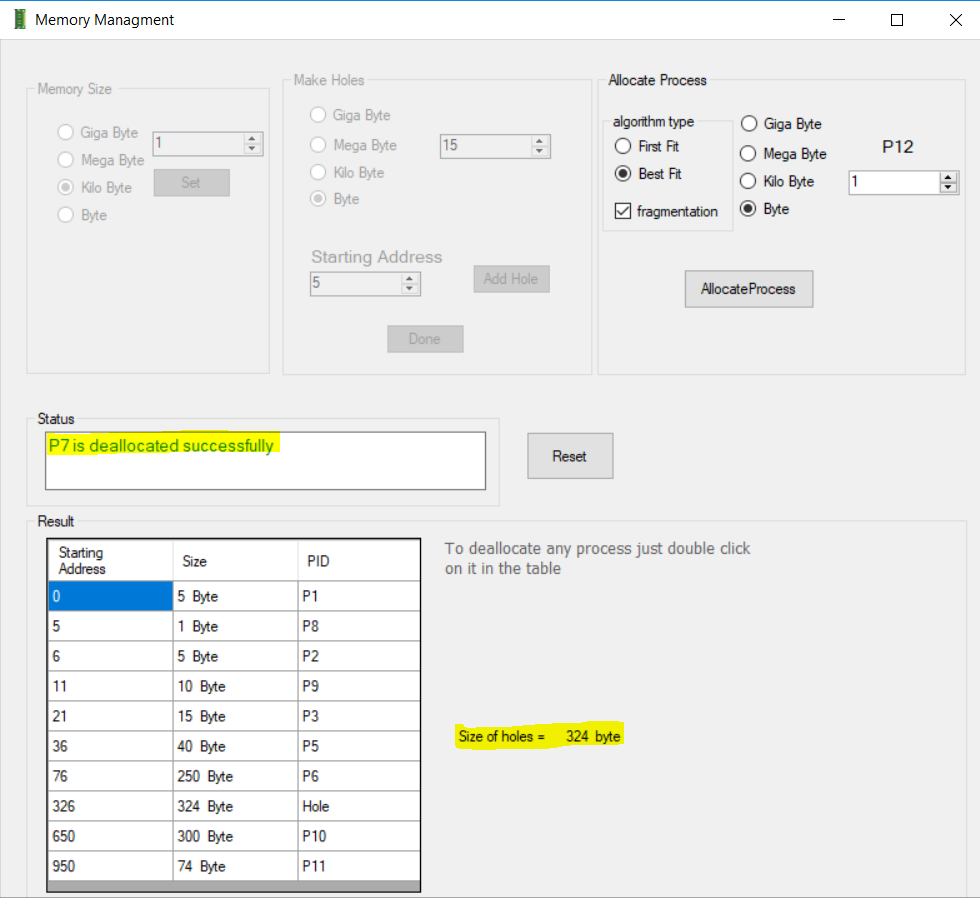 Memory Managment
Memory Size
Giga Byte
Mega Byte
Kilo Byte
Byte
1
Set
Make Holes
Giga Byte
Mega Byte
Kilo Byte
Byte
15
Starting Address
5
Add Hole
Done
Allocate Process
algorithm type
First Fit
Best Fit
fragmentation
Giga Byte
Mega Byte
Kilo Byte
Byte
P12
1
AllocateProcess
Status
P7 is deallocated successfully
Reset
Result
Starting
Address
Size PID
0 5 Byte P1
5 1 Byte P8
6 5 Byte P2
11 10 Byte P9
21 15 Byte P3
36 40 Byte P5
76 250 Byte P6
326 324 Byte Hole
650 300 Byte P10
950 74 Byte P11
To deallocate any process just double click
on it in the table
Size of holes = 324 byte